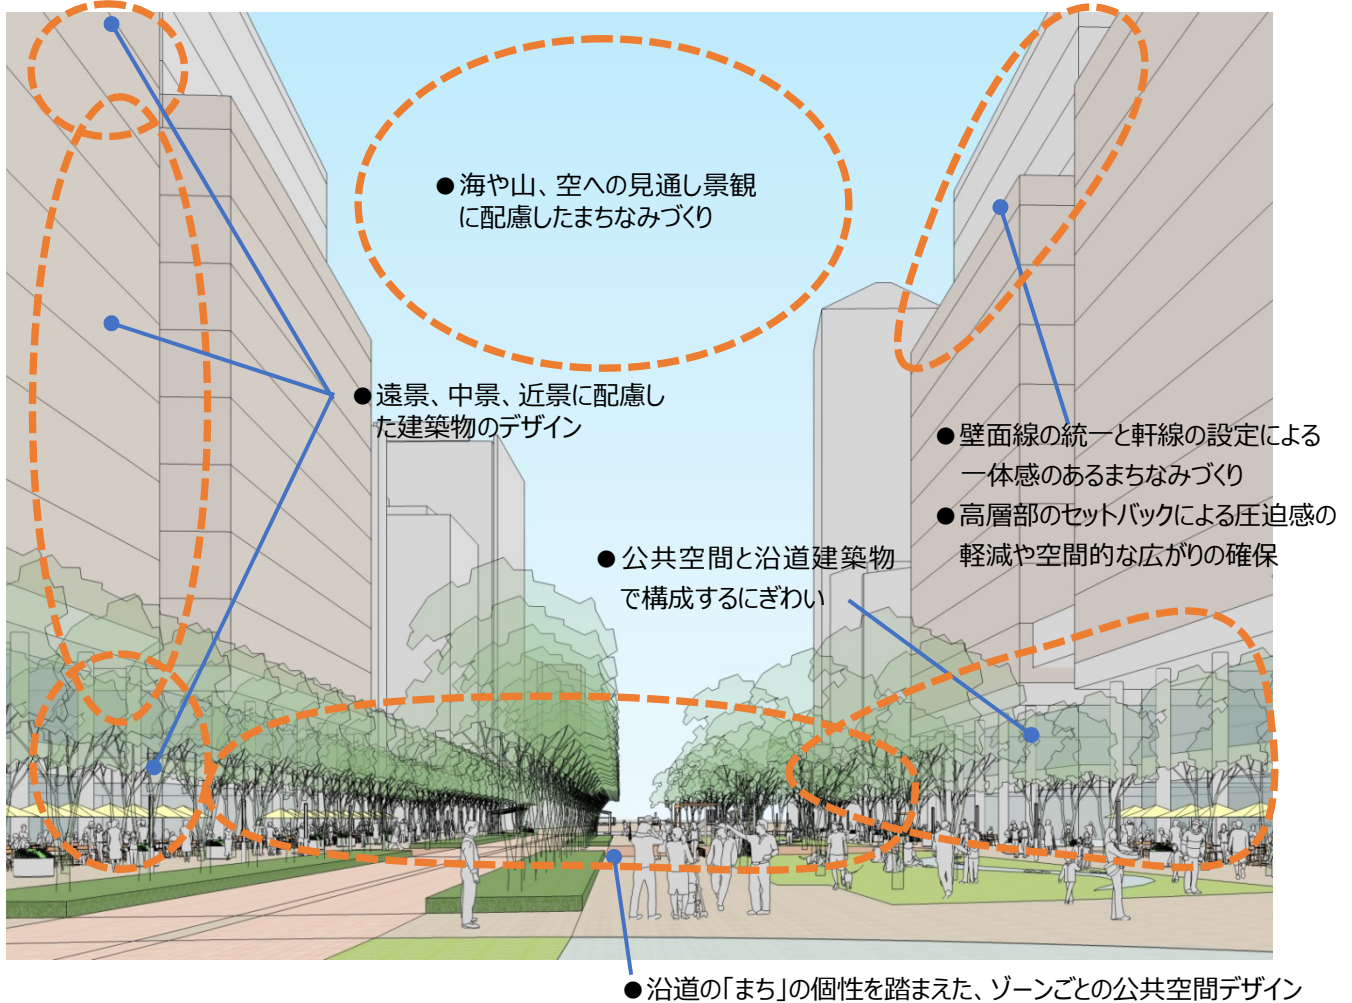 ●海や山、空への見通し景観
に配慮したまちなみづくり
●遠景、中景、近景に配慮し
た建築物のデザイン
●壁面線の統一と軒線の設定による
一体感のあるまちなみづくり
●高層部のセットバックによる圧迫感の
軽減や空間的な広がりの確保
●公共空間と沿道建築物
で構成するにぎわい
●沿道の「まち」の個性を踏まえた、ゾーンごとの公共空間デザイン